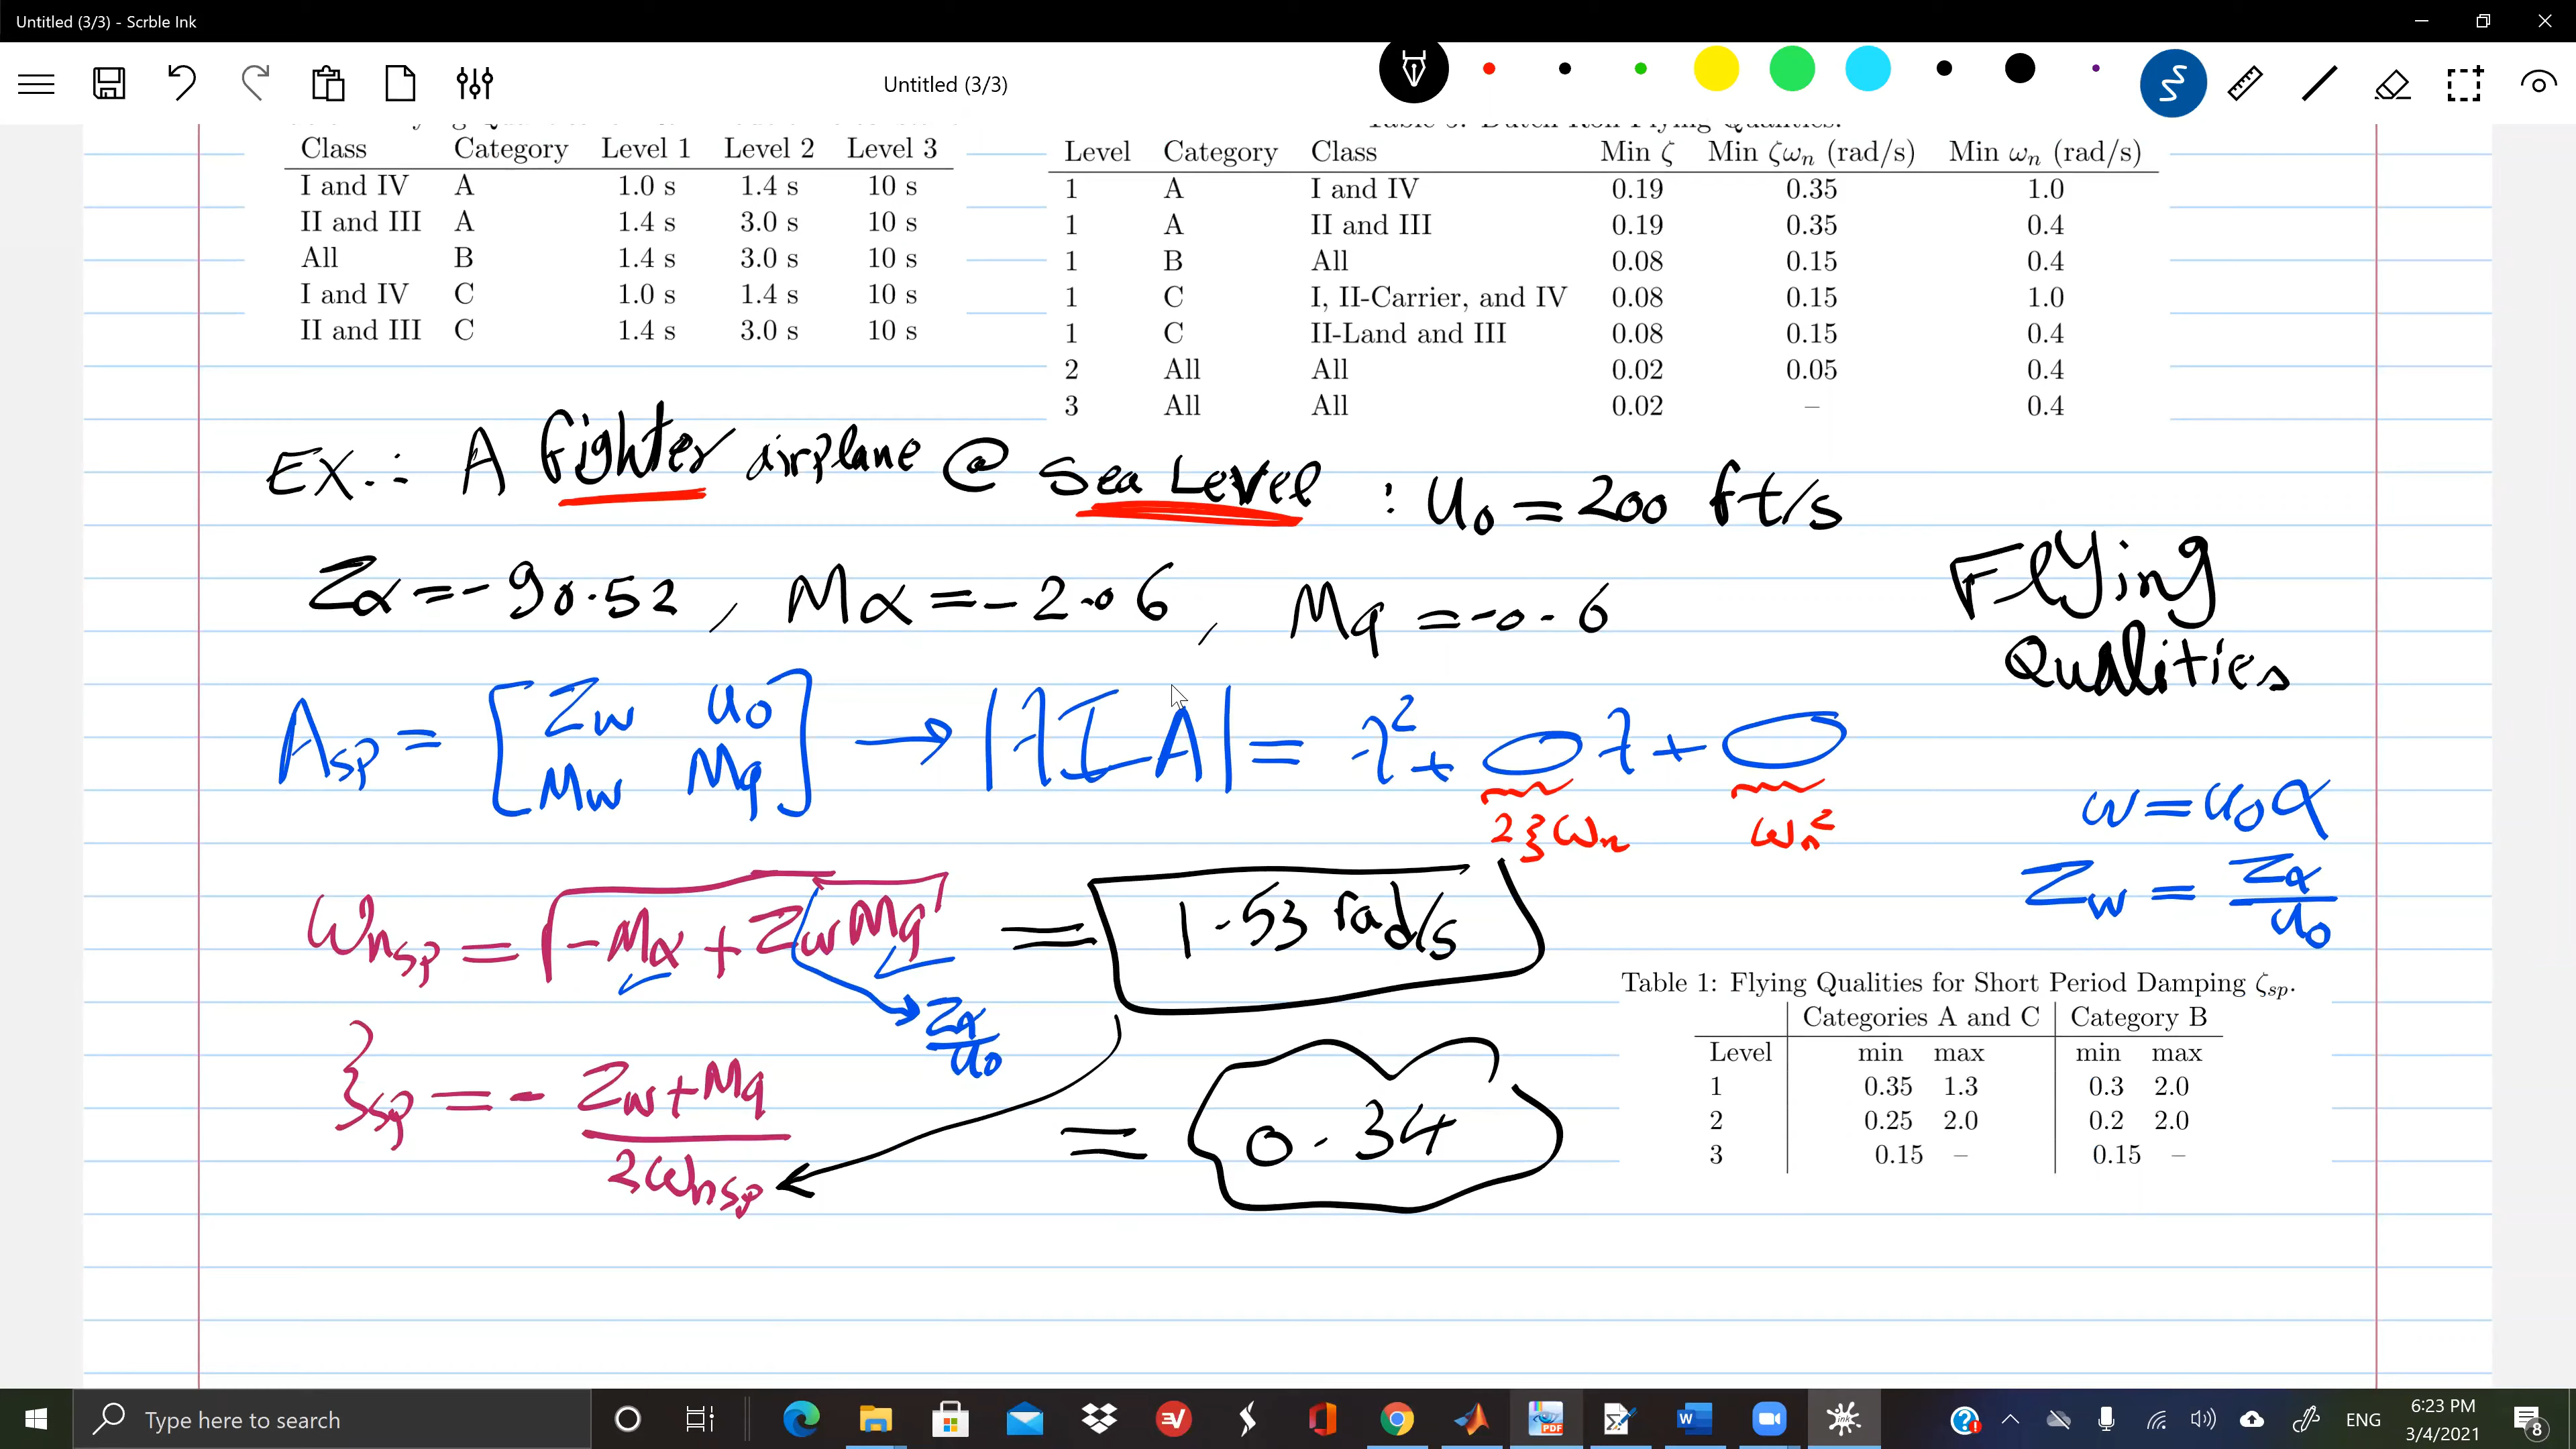 Untitled (3/3) - Scrble Ink
Untitled (3/3)
Class Category Level 1 Level 2 Level 3
I and IV A 1.0 s 1.4 s 10 s
II and III A 1.4 s 3.0 s 10 s
All B 1.4 s 3.0 s 10 s
I and IV C 1.0 s 1.4 s 10 s
II and III C 1.4 s 3.0 s 10 s
Level Category Class Min ζ Min ζωn (rad/s) Min ωn (rad/s)
1 A I and IV 0.19 0.35 1.0
1 A II and III 0.19 0.35 0.4
1 B All 0.08 0.15 0.4
1 C I, II-Carrier, and IV 0.08 0.15 1.0
1 C II-Land and III 0.08 0.15 0.4
2 All All 0.02 0.05 0.4
3 All All 0.02 – 0.4
EX.: A fighter airplane @ Sea Level : u0 = 200 ft/s
Zα = -90.52 , Mα = -2.06 , Mq = -0.6
Flying
Qualities
Asp = [Zw u0
Mw Mq] → |λI-A| = λ² + O λ + O
2ζωn ωn²
w = u0α
Zw = Zα/u0
ωnsp = √-Mα + ZwMq = 1.53 rad/s
Zα/u0
ζsp = - Zw+Mq / 2ωnsp = 0.34
Table 1: Flying Qualities for Short Period Damping ζsp.
Categories A and C Category B
Level min max min max
1 0.35 1.3 0.3 2.0
2 0.25 2.0 0.2 2.0
3 0.15 – 0.15 –
Type here to search
ENG
6:23 PM
3/4/2021
8